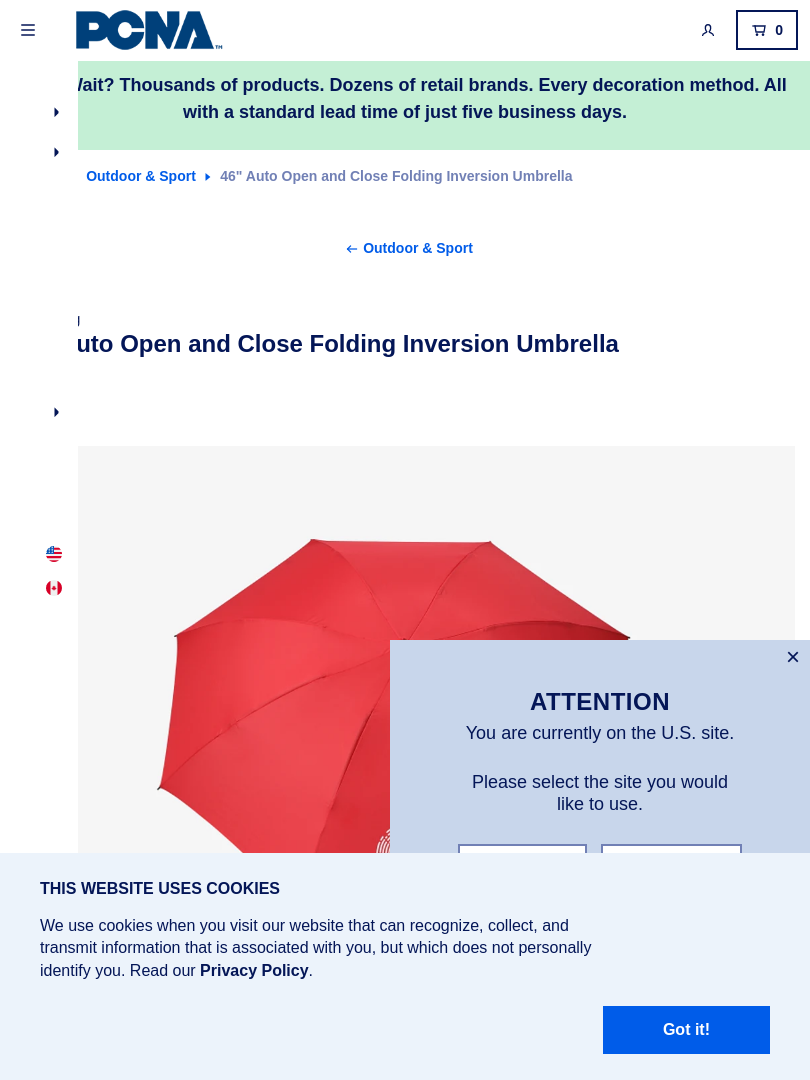 PCNA™
0
Wait? Thousands of products. Dozens of retail brands. Every decoration method. All
with a standard lead time of just five business days.
Outdoor & Sport
46" Auto Open and Close Folding Inversion Umbrella
Outdoor & Sport
Auto Open and Close Folding Inversion Umbrella
ATTENTION
You are currently on the U.S. site.
Please select the site you would
like to use.
THIS WEBSITE USES COOKIES
We use cookies when you visit our website that can recognize, collect, and
transmit information that is associated with you, but which does not personally
identify you. Read our Privacy Policy.
Got it!